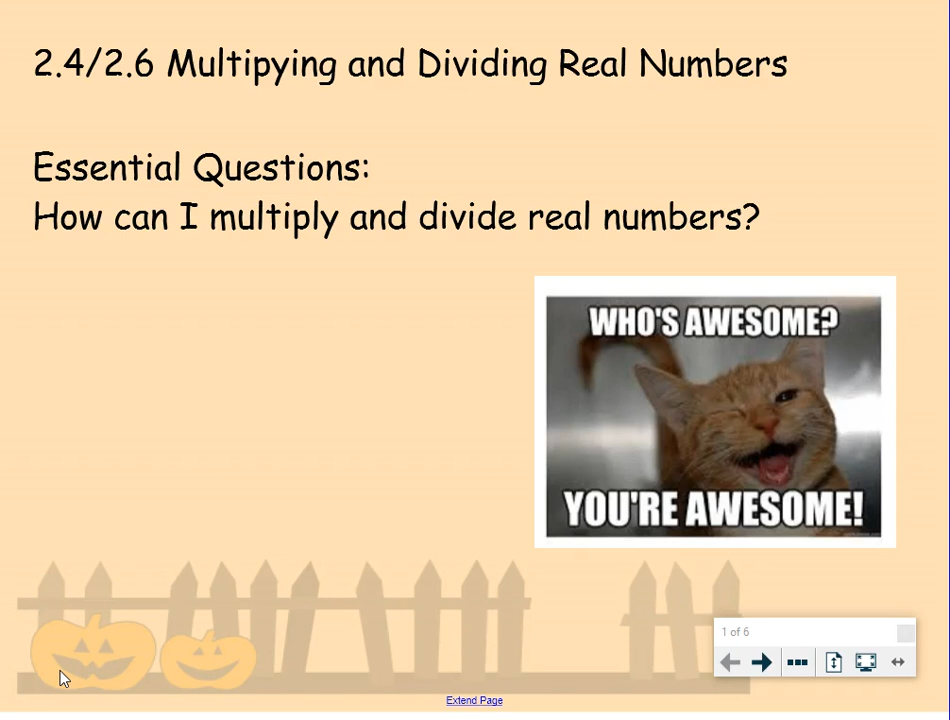 2.4/2.6 Multipying and Dividing Real Numbers
Essential Questions:
How can I multiply and divide real numbers?
WHO'S AWESOME?
YOU'RE AWESOME!
1 of 6
Extend Page